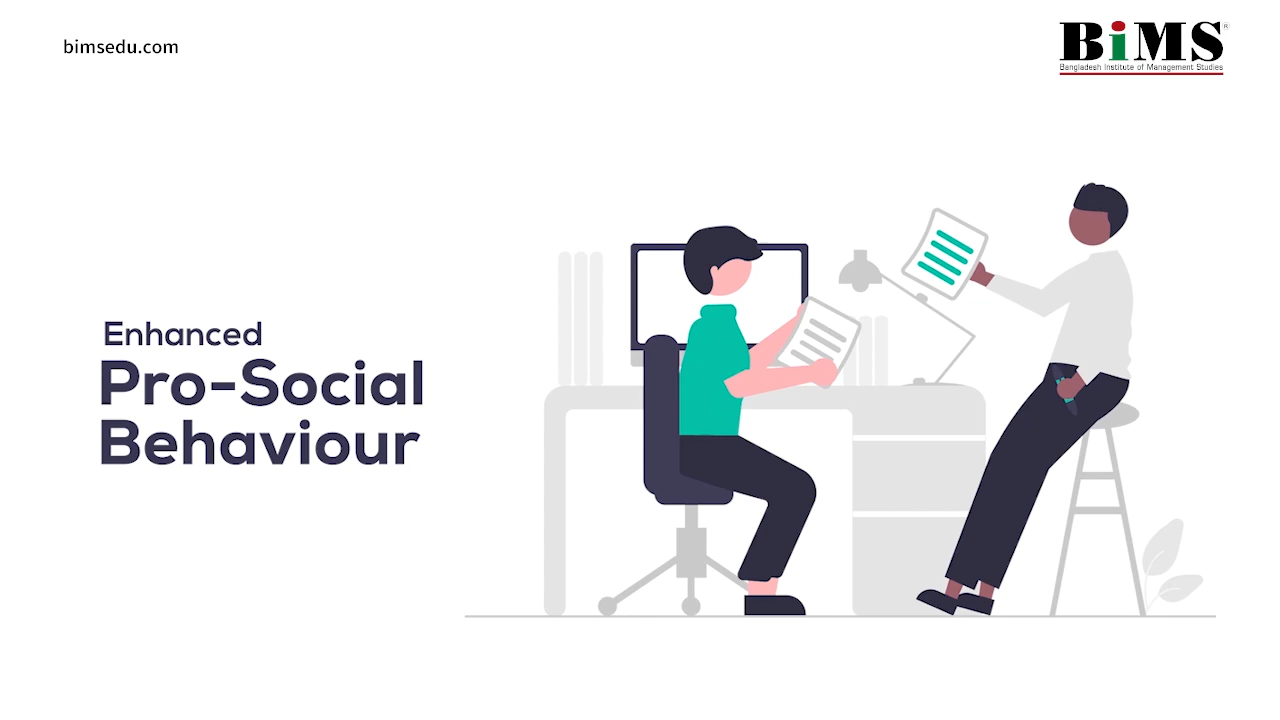 bimsedu.com
BiMS®
Bangladesh Institute of Management Studies
Enhanced
Pro-Social
Behaviour